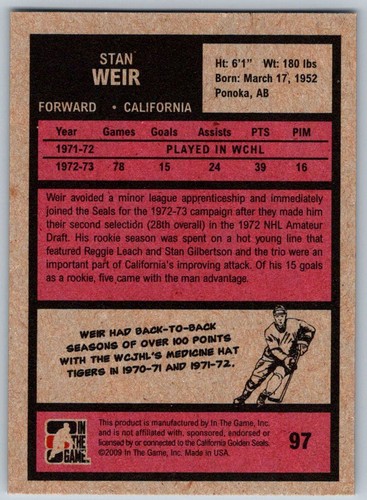 STAN
WEIR
FORWARD • CALIFORNIA
Ht: 6'1" Wt: 180 lbs
Born: March 17, 1952
Ponoka, AB
Year Games Goals Assists PTS PIM
1971-72 PLAYED IN WCHL
1972-73 78 15 24 39 16
Weir avoided a minor league apprenticeship and immediately
joined the Seals for the 1972-73 campaign after they made him
their second selection (28th overall) in the 1972 NHL Amateur
Draft. His rookie season was spent on a hot young line that
featured Reggie Leach and Stan Gilbertson and the trio were an
important part of California's improving attack. Of his 15 goals
as a rookie, five came with the man advantage.
WEIR HAD BACK-TO-BACK
SEASONS OF OVER 100 POINTS
WITH THE WCJHL'S MEDICINE HAT
TIGERS IN 1970-71 AND 1971-72.
IN
THE
GAME
This product is manufactured by In The Game, Inc.
and is not affiliated with, sponsored, endorsed or
licensed by or connected to the California Golden Seals.
©2009 In The Game, Inc. Made in USA.
97